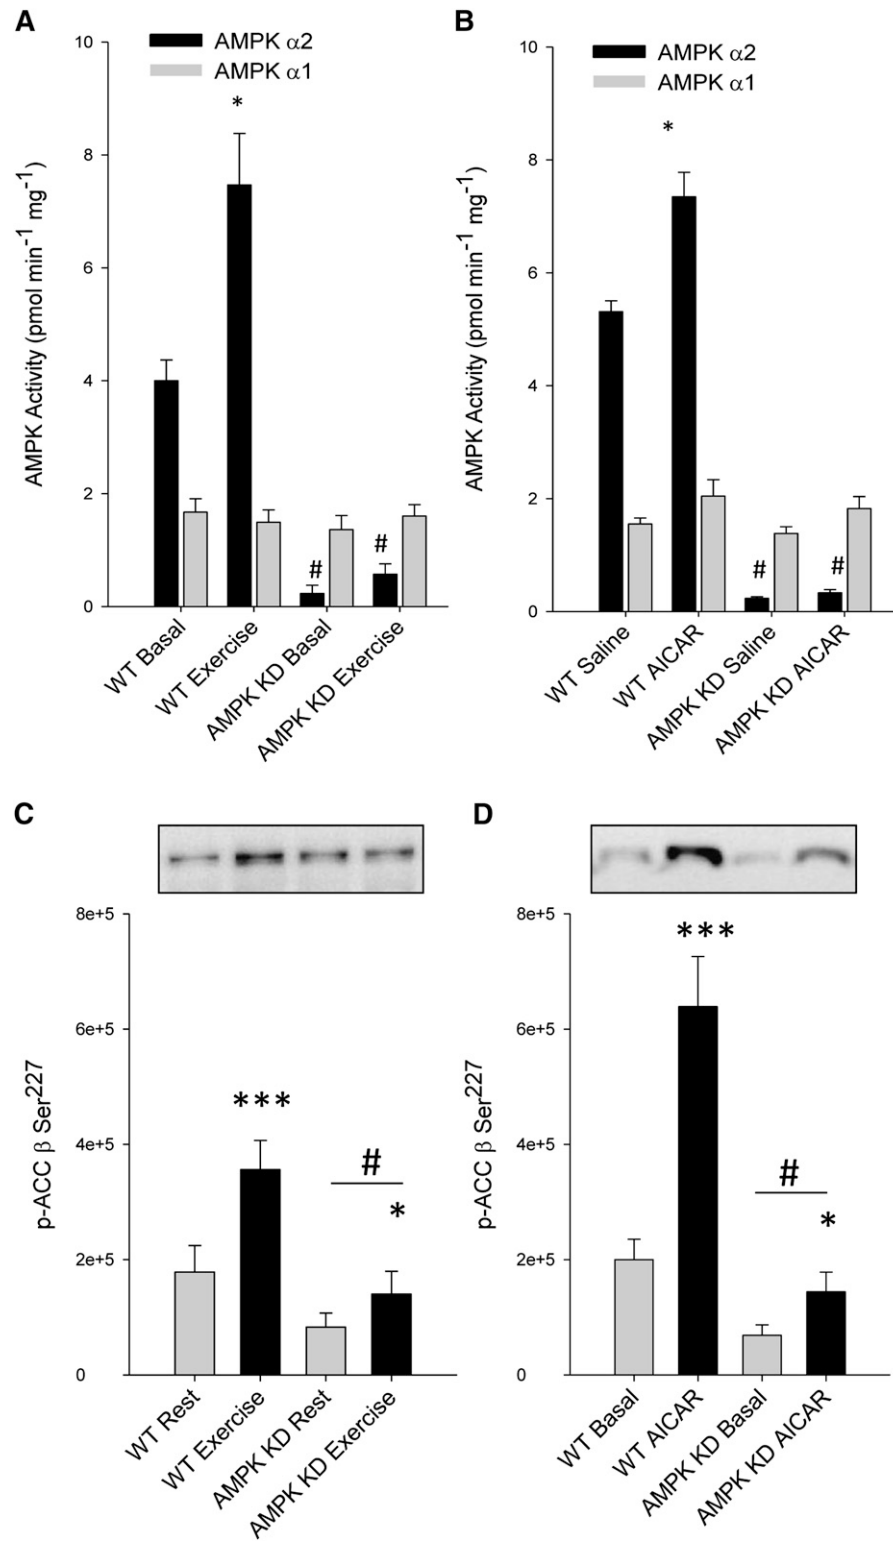 A
AMPK α2
AMPK α1
AMPK Activity (pmol min⁻¹ mg⁻¹)
10
8
6
4
2
0
*
#
#
WT Basal
WT Exercise
AMPK KD Basal
AMPK KD Exercise
B
AMPK α2
AMPK α1
AMPK Activity (pmol min⁻¹ mg⁻¹)
10
8
6
4
2
0
*
#
#
WT Saline
WT AICAR
AMPK KD Saline
AMPK KD AICAR
C
p-ACC β Ser²²⁷
8e+5
6e+5
4e+5
2e+5
0
***
#
*
WT Rest
WT Exercise
AMPK KD Rest
AMPK KD Exercise
D
p-ACC β Ser²²⁷
8e+5
6e+5
4e+5
2e+5
0
***
#
*
WT Basal
WT AICAR
AMPK KD Basal
AMPK KD AICAR